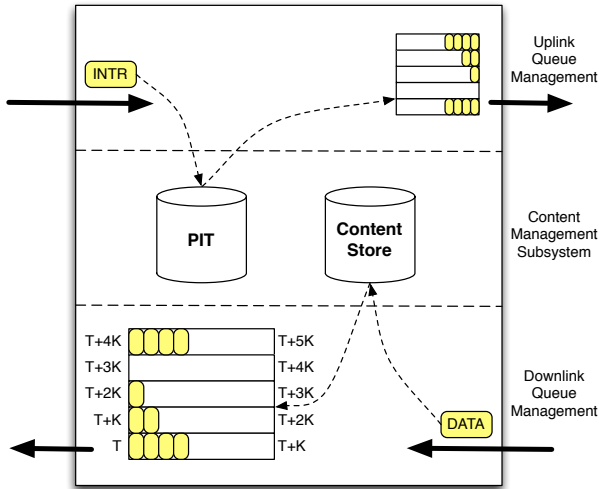 INTR
Uplink
Queue
Management
PIT
Content
Store
Content
Management
Subsystem
T+4K T+5K
T+3K T+4K
T+2K T+3K
T+K T+2K
T T+K
DATA
Downlink
Queue
Management